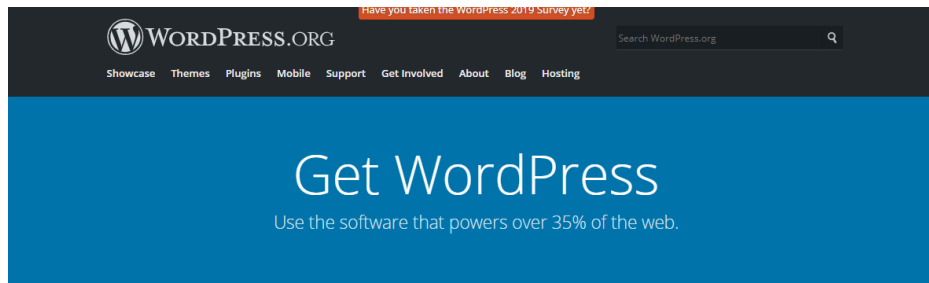 Have you taken the WordPress 2019 Survey yet?
WORDPRESS.ORG
Search WordPress.org
Showcase Themes Plugins Mobile Support Get Involved About Blog Hosting
Get WordPress
Use the software that powers over 35% of the web.